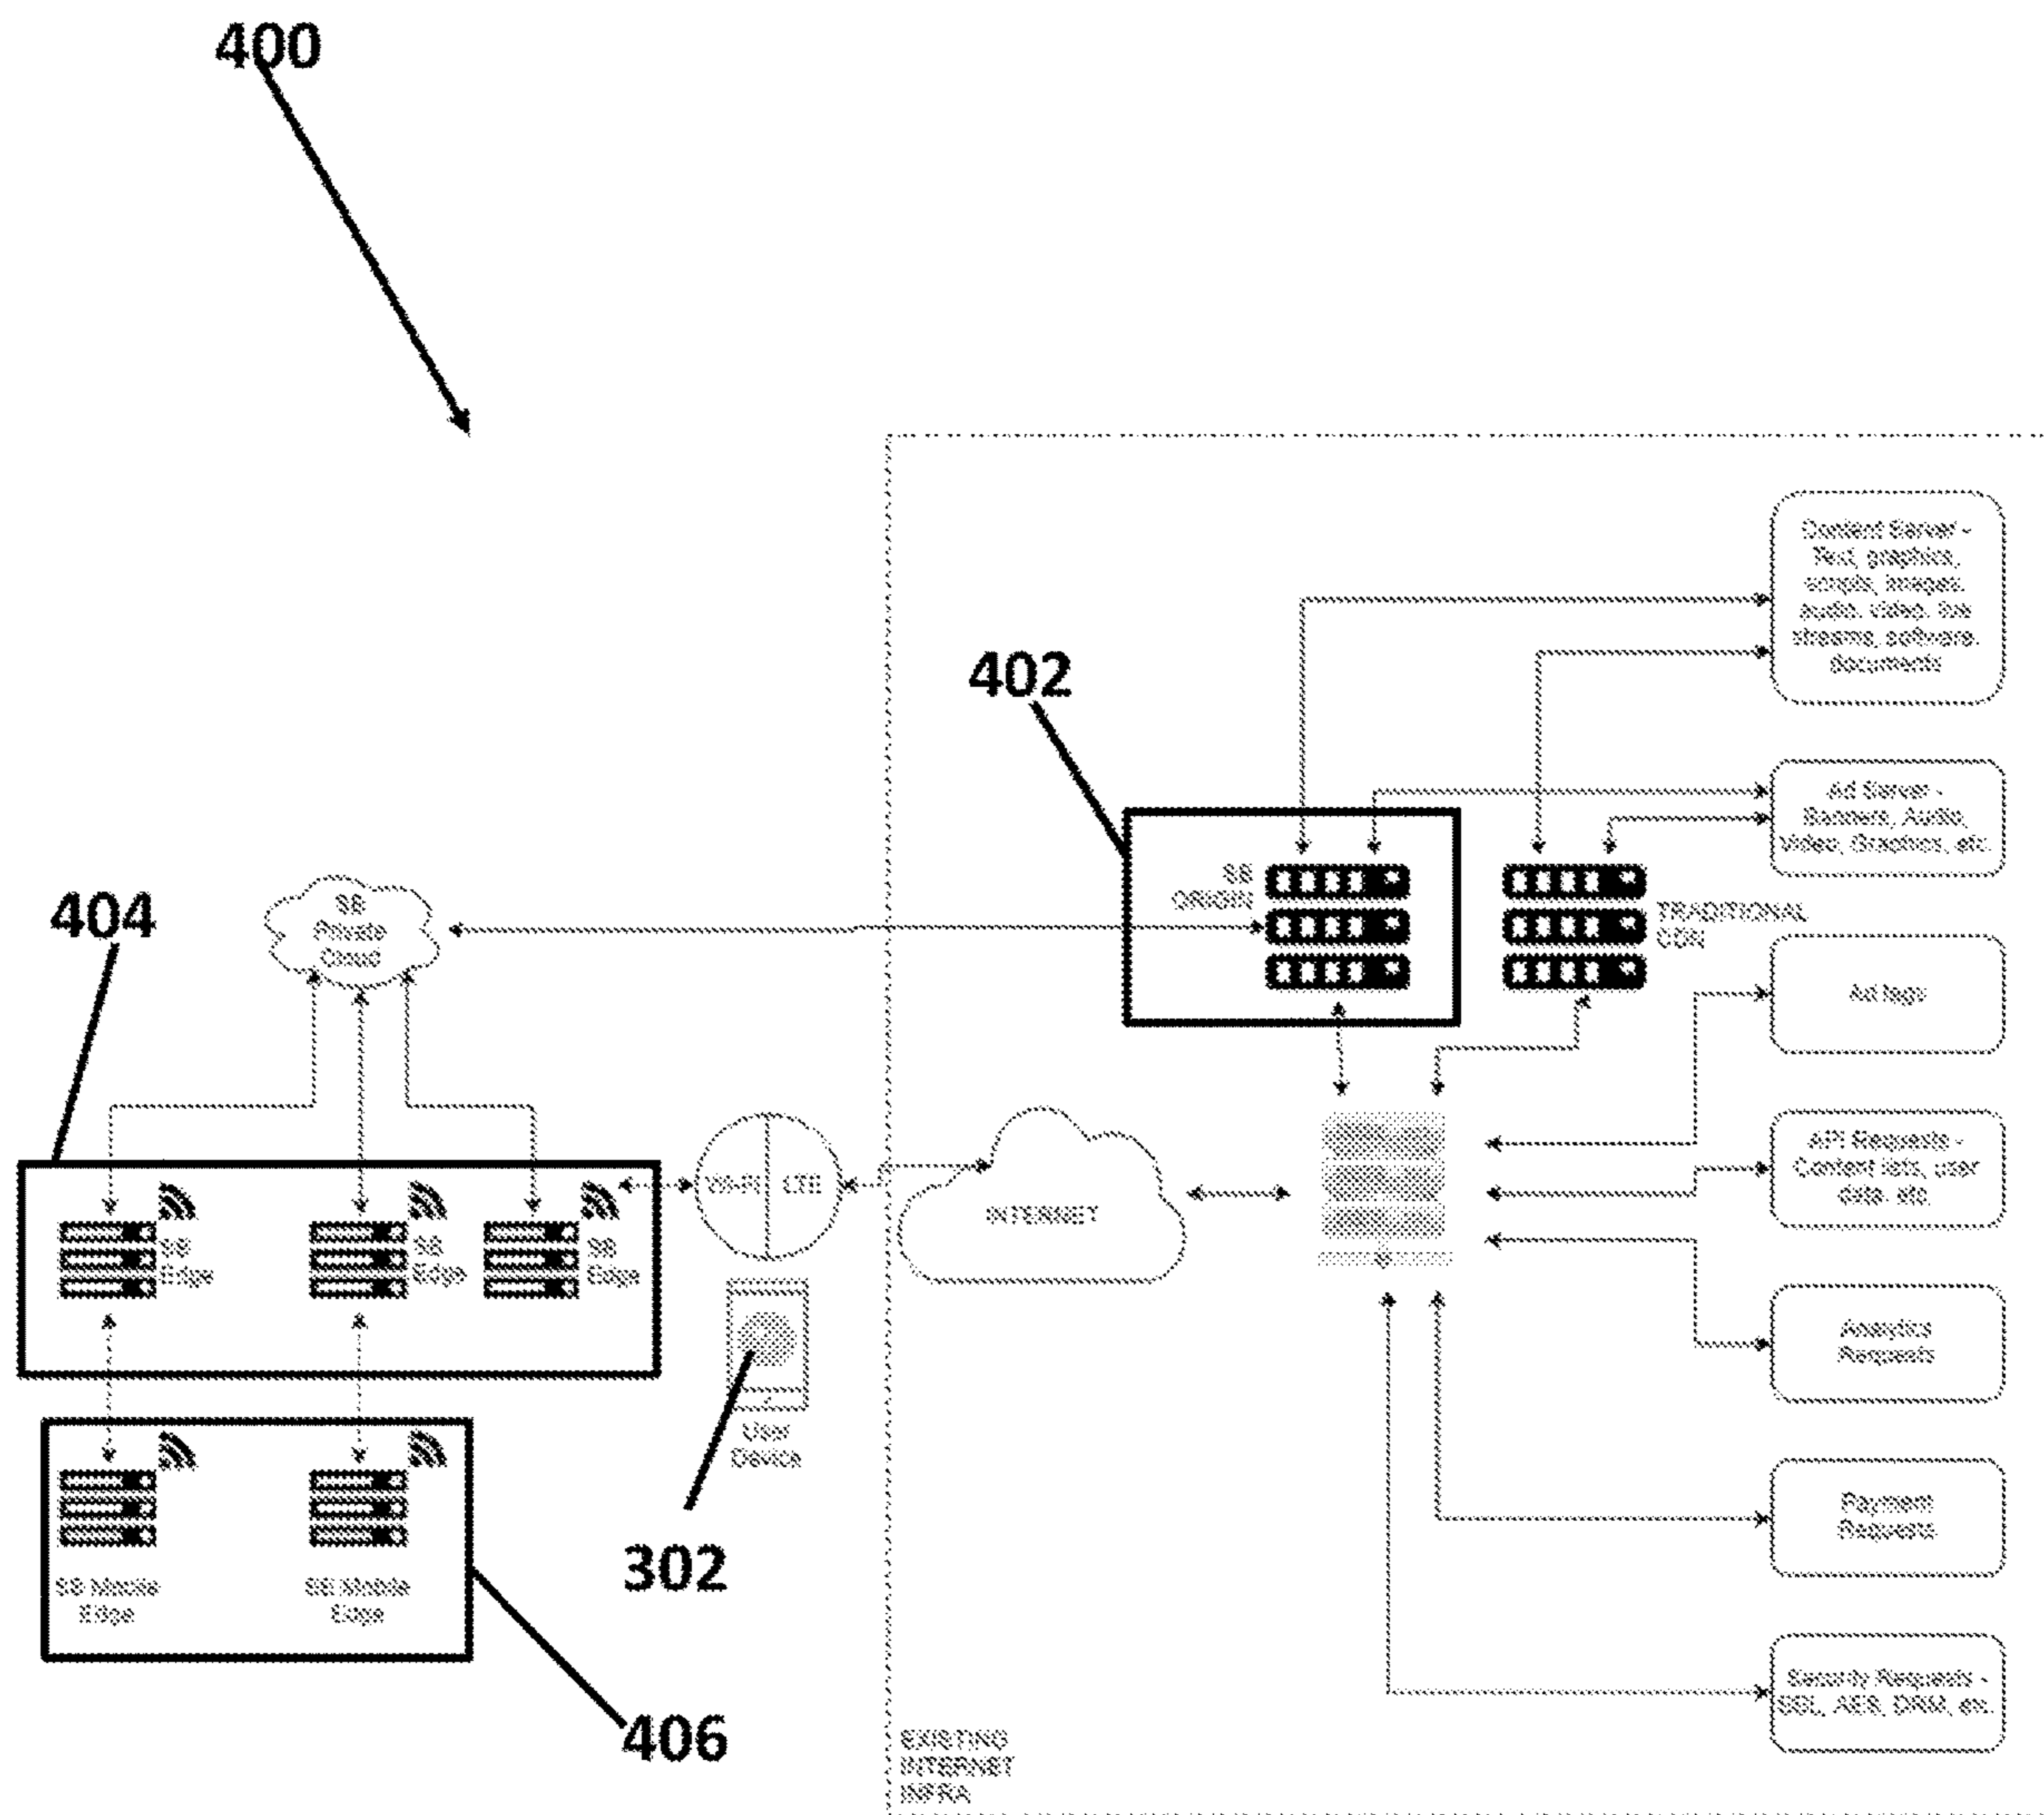 400
402
404
Content Server -
Text, graphics,
scripts, images,
audio, video, live
streams, software,
documents
Ad Server -
Banners, Audio,
Video, Graphics, etc.
SB
ORIGIN
TRADITIONAL
CDN
SB
Private
Cloud
Ad tags
API Requests -
Content lists, user
data, etc.
Wi-Fi
LTE
INTERNET
SB
Edge
SB
Edge
SB
Edge
Analytics
Requests
User
Device
302
Payment
Requests
SB Mobile
Edge
SB Mobile
Edge
406
Security Requests -
SSL, AES, DRM, etc.
EXISTING
INTERNET
INFRA